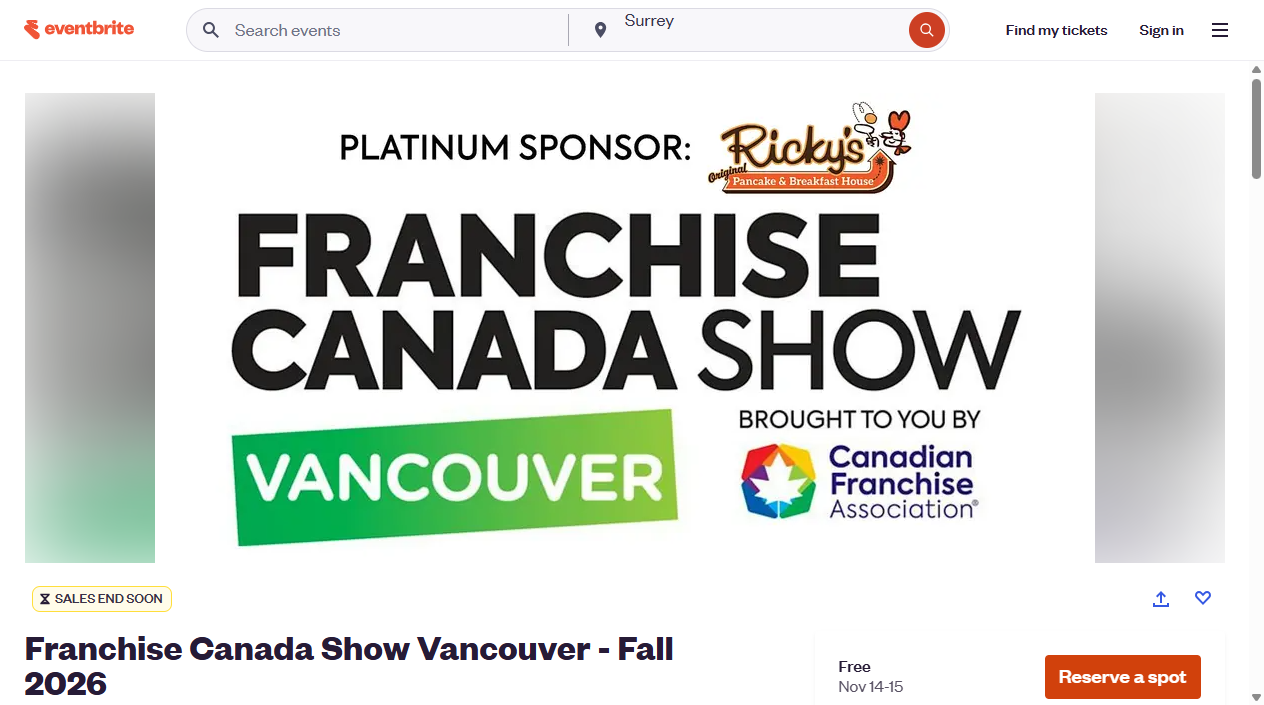 eventbrite
Search events
Surrey
Find my tickets
Sign in
PLATINUM SPONSOR:
Ricky's
Original
Pancake & Breakfast House
FRANCHISE
CANADA SHOW
VANCOUVER
BROUGHT TO YOU BY
Canadian
Franchise
Association®
SALES END SOON
Franchise Canada Show Vancouver - Fall
2026
Free
Nov 14-15
Reserve a spot